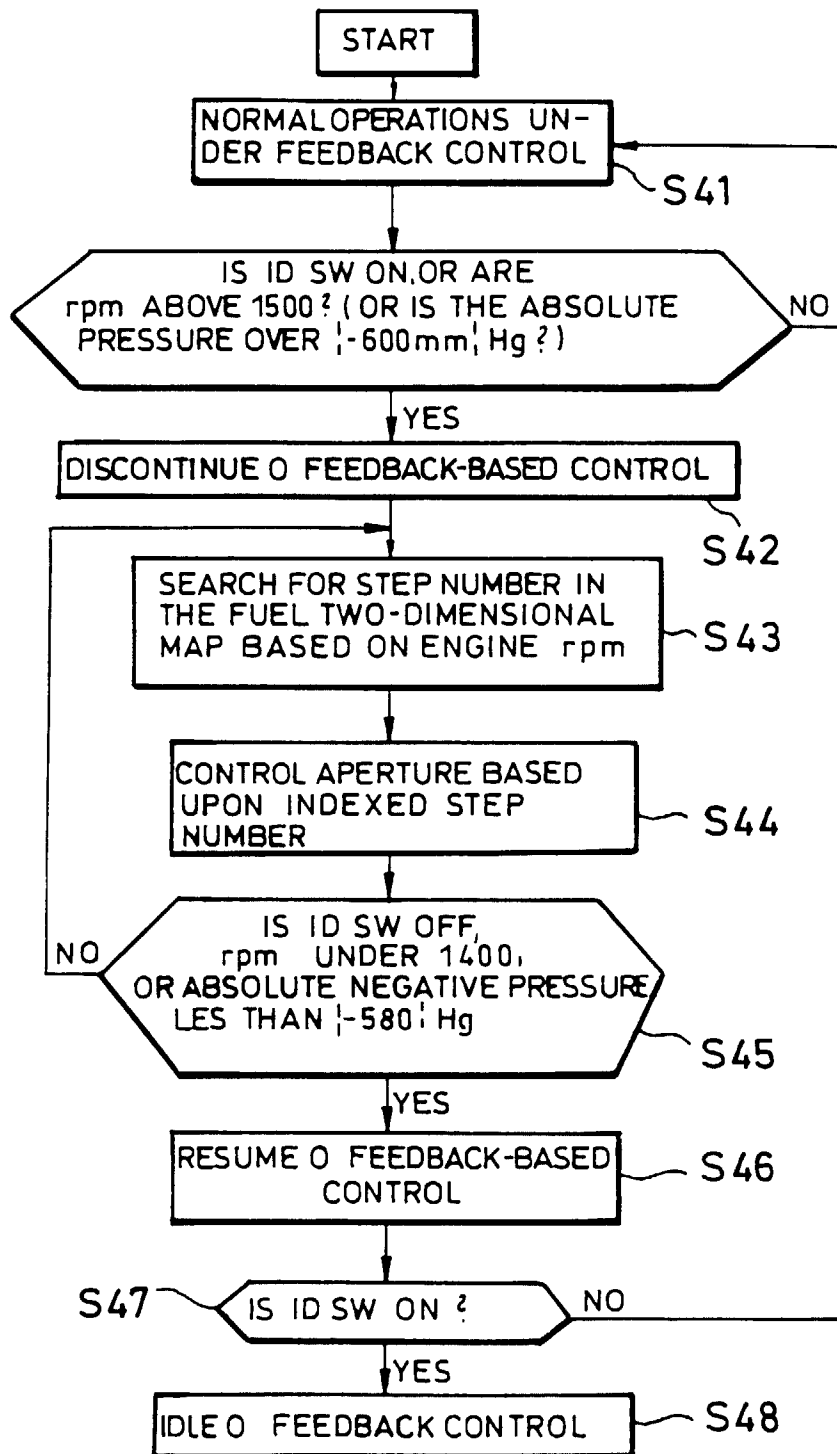 START
NORMAL OPERATIONS UN-
DER FEEDBACK CONTROL
S41
IS ID SW ON, OR ARE
rpm ABOVE 1500? (OR IS THE ABSOLUTE
PRESSURE OVER ¦-600mm¦ Hg?)
NO
YES
DISCONTINUE O FEEDBACK-BASED CONTROL
S42
SEARCH FOR STEP NUMBER IN
THE FUEL TWO-DIMENSIONAL
MAP BASED ON ENGINE rpm
S43
CONTROL APERTURE BASED
UPON INDEXED STEP
NUMBER
S44
IS ID SW OFF,
rpm UNDER 1400,
OR ABSOLUTE NEGATIVE PRESSURE,
LES THAN ¦-580¦ Hg
NO
S45
YES
RESUME O FEEDBACK-BASED
CONTROL
S46
S47
IS ID SW ON ?
NO
YES
IDLE O FEEDBACK CONTROL
S48